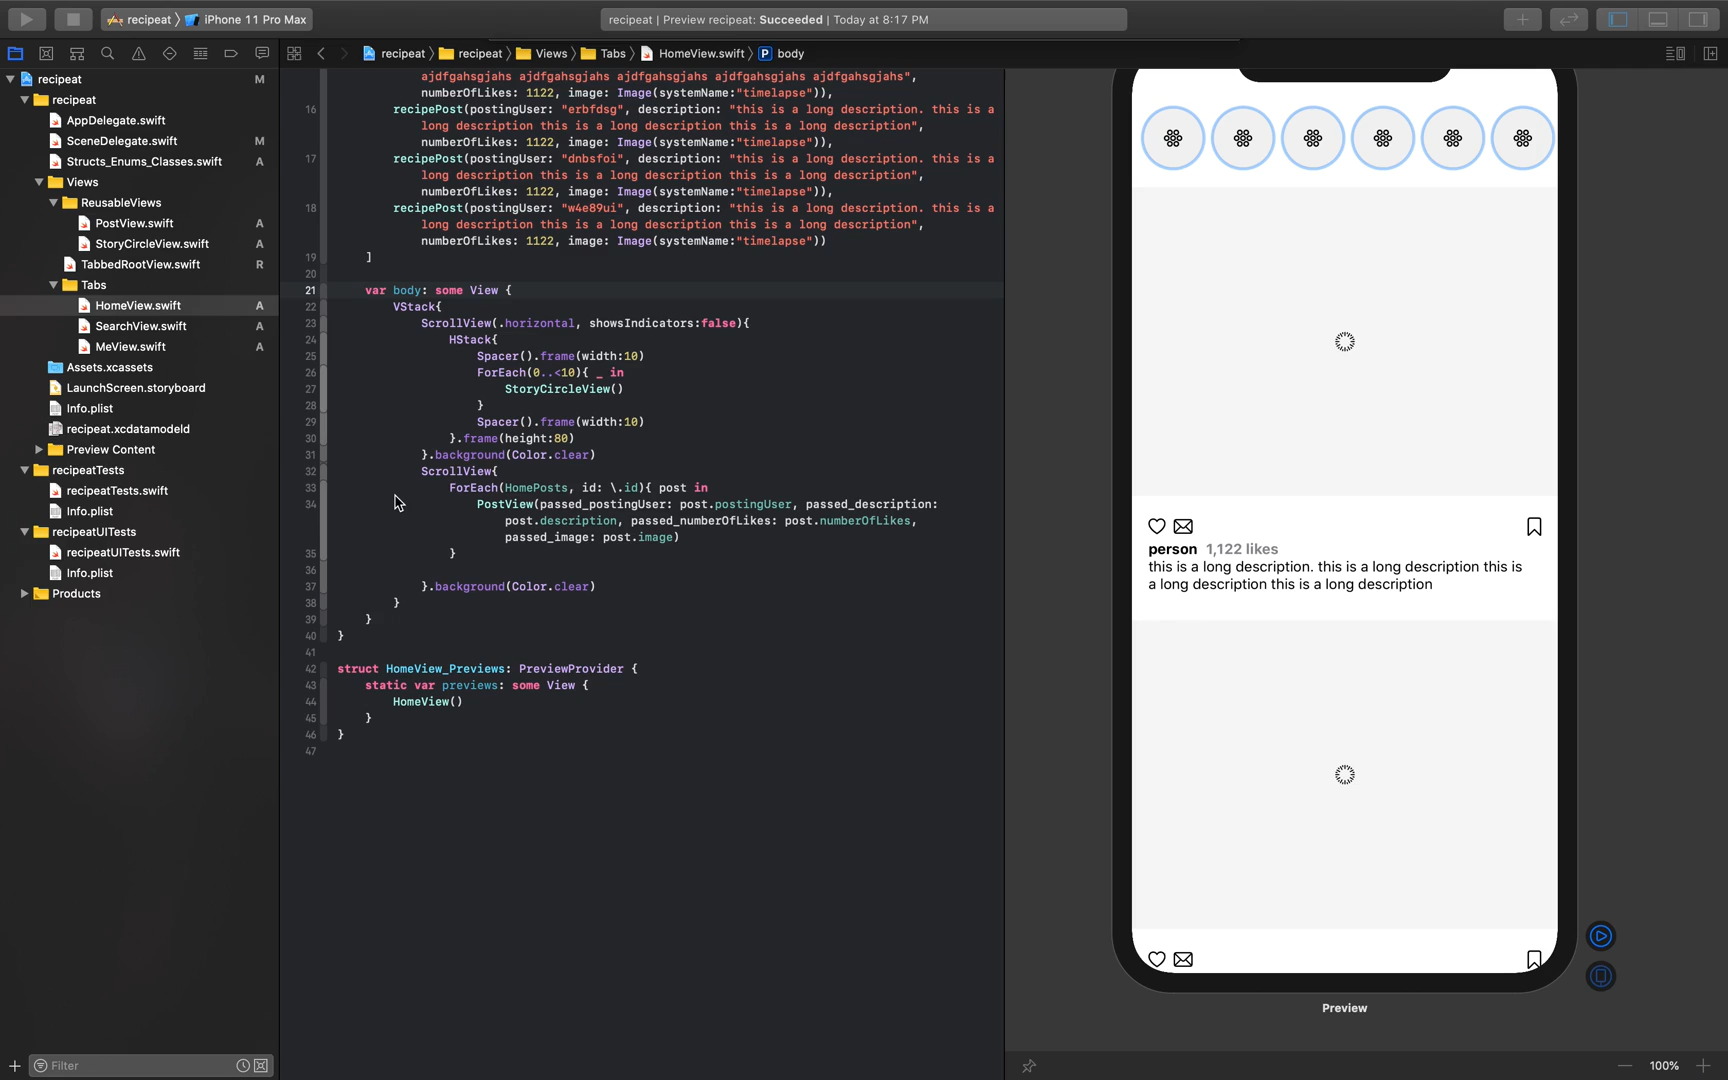 recipeat 〉 iPhone 11 Pro Max
recipeat | Preview recipeat: Succeeded | Today at 8:17 PM
recipeat 〉 recipeat 〉 Views 〉 Tabs 〉 HomeView.swift 〉 P body
recipeat M
recipeat
AppDelegate.swift
SceneDelegate.swift M
Structs_Enums_Classes.swift A
Views
ReusableViews
PostView.swift A
StoryCircleView.swift A
TabbedRootView.swift R
Tabs
HomeView.swift A
SearchView.swift A
MeView.swift A
Assets.xcassets
LaunchScreen.storyboard
Info.plist
recipeat.xcdatamodeld
Preview Content
recipeatTests
recipeatTests.swift
Info.plist
recipeatUITests
recipeatUITests.swift
Info.plist
Products
Filter
ajdfgahsgjahs ajdfgahsgjahs ajdfgahsgjahs ajdfgahsgjahs ajdfgahsgjahs",
numberOfLikes: 1122, image: Image(systemName:"timelapse")),
16 recipePost(postingUser: "erbfdsg", description: "this is a long description. this is a
long description this is a long description this is a long description",
numberOfLikes: 1122, image: Image(systemName:"timelapse")),
17 recipePost(postingUser: "dnbsfoi", description: "this is a long description. this is a
long description this is a long description this is a long description",
numberOfLikes: 1122, image: Image(systemName:"timelapse")),
18 recipePost(postingUser: "w4e89ui", description: "this is a long description. this is a
long description this is a long description this is a long description",
numberOfLikes: 1122, image: Image(systemName:"timelapse"))
19 ]
20
21 var body: some View {
22 VStack{
23 ScrollView(.horizontal, showsIndicators:false){
24 HStack{
25 Spacer().frame(width:10)
26 ForEach(0..<10){ _ in
27 StoryCircleView()
28 }
29 Spacer().frame(width:10)
30 }.frame(height:80)
31 }.background(Color.clear)
32 ScrollView{
33 ForEach(HomePosts, id: \.id){ post in
34 PostView(passed_postingUser: post.postingUser, passed_description:
post.description, passed_numberOfLikes: post.numberOfLikes,
passed_image: post.image)
35 }
36
37 }.background(Color.clear)
38 }
39 }
40 }
41
42 struct HomeView_Previews: PreviewProvider {
43 static var previews: some View {
44 HomeView()
45 }
46 }
47
person 1,122 likes
this is a long description. this is a long description this is
a long description this is a long description
Preview
100%